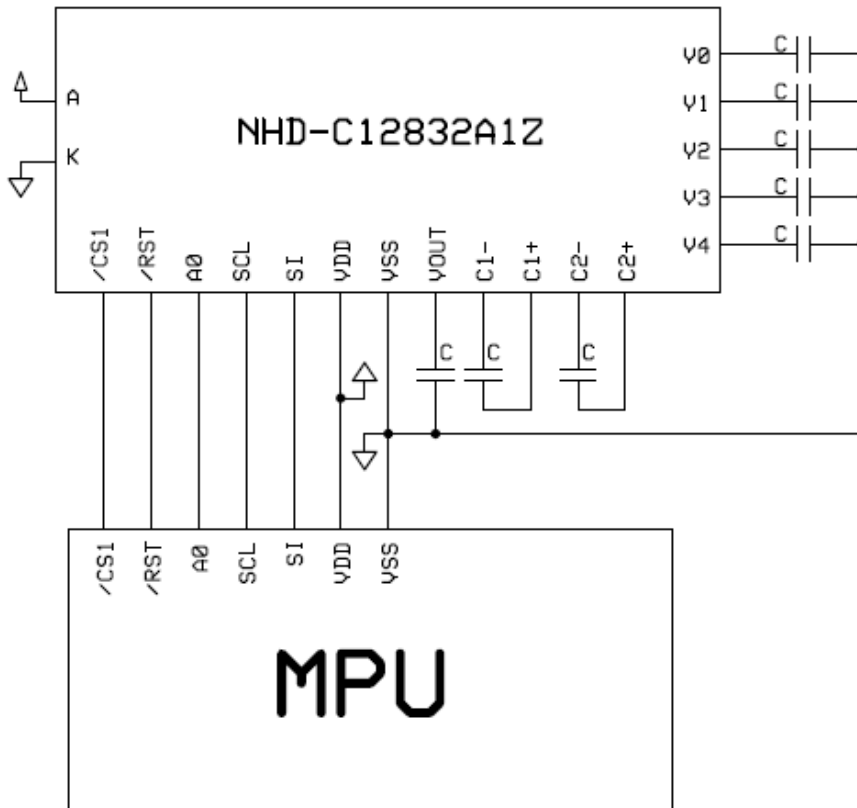 V0 C
A
V1 C
NHD-C12832A1Z
V2 C
K
V3 C
V4 C
/CS1 /RST A0 SCL SI VDD VSS VOUT C1- C1+ C2- C2+
C C C
/CS1 /RST A0 SCL SI VDD VSS
MPU